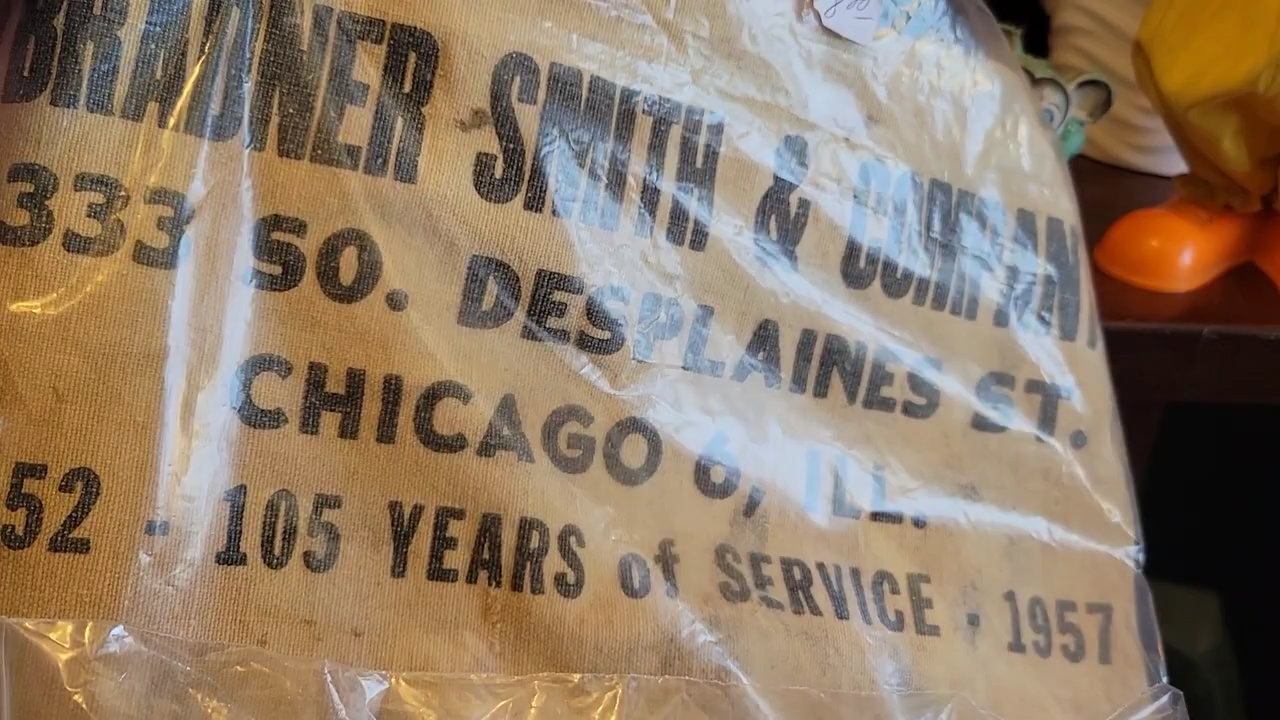 BRADNER SMITH & COMPAN
333 SO. DESPLAINES ST.
CHICAGO 6, ILL.
52 - 105 YEARS of SERVICE - 1957